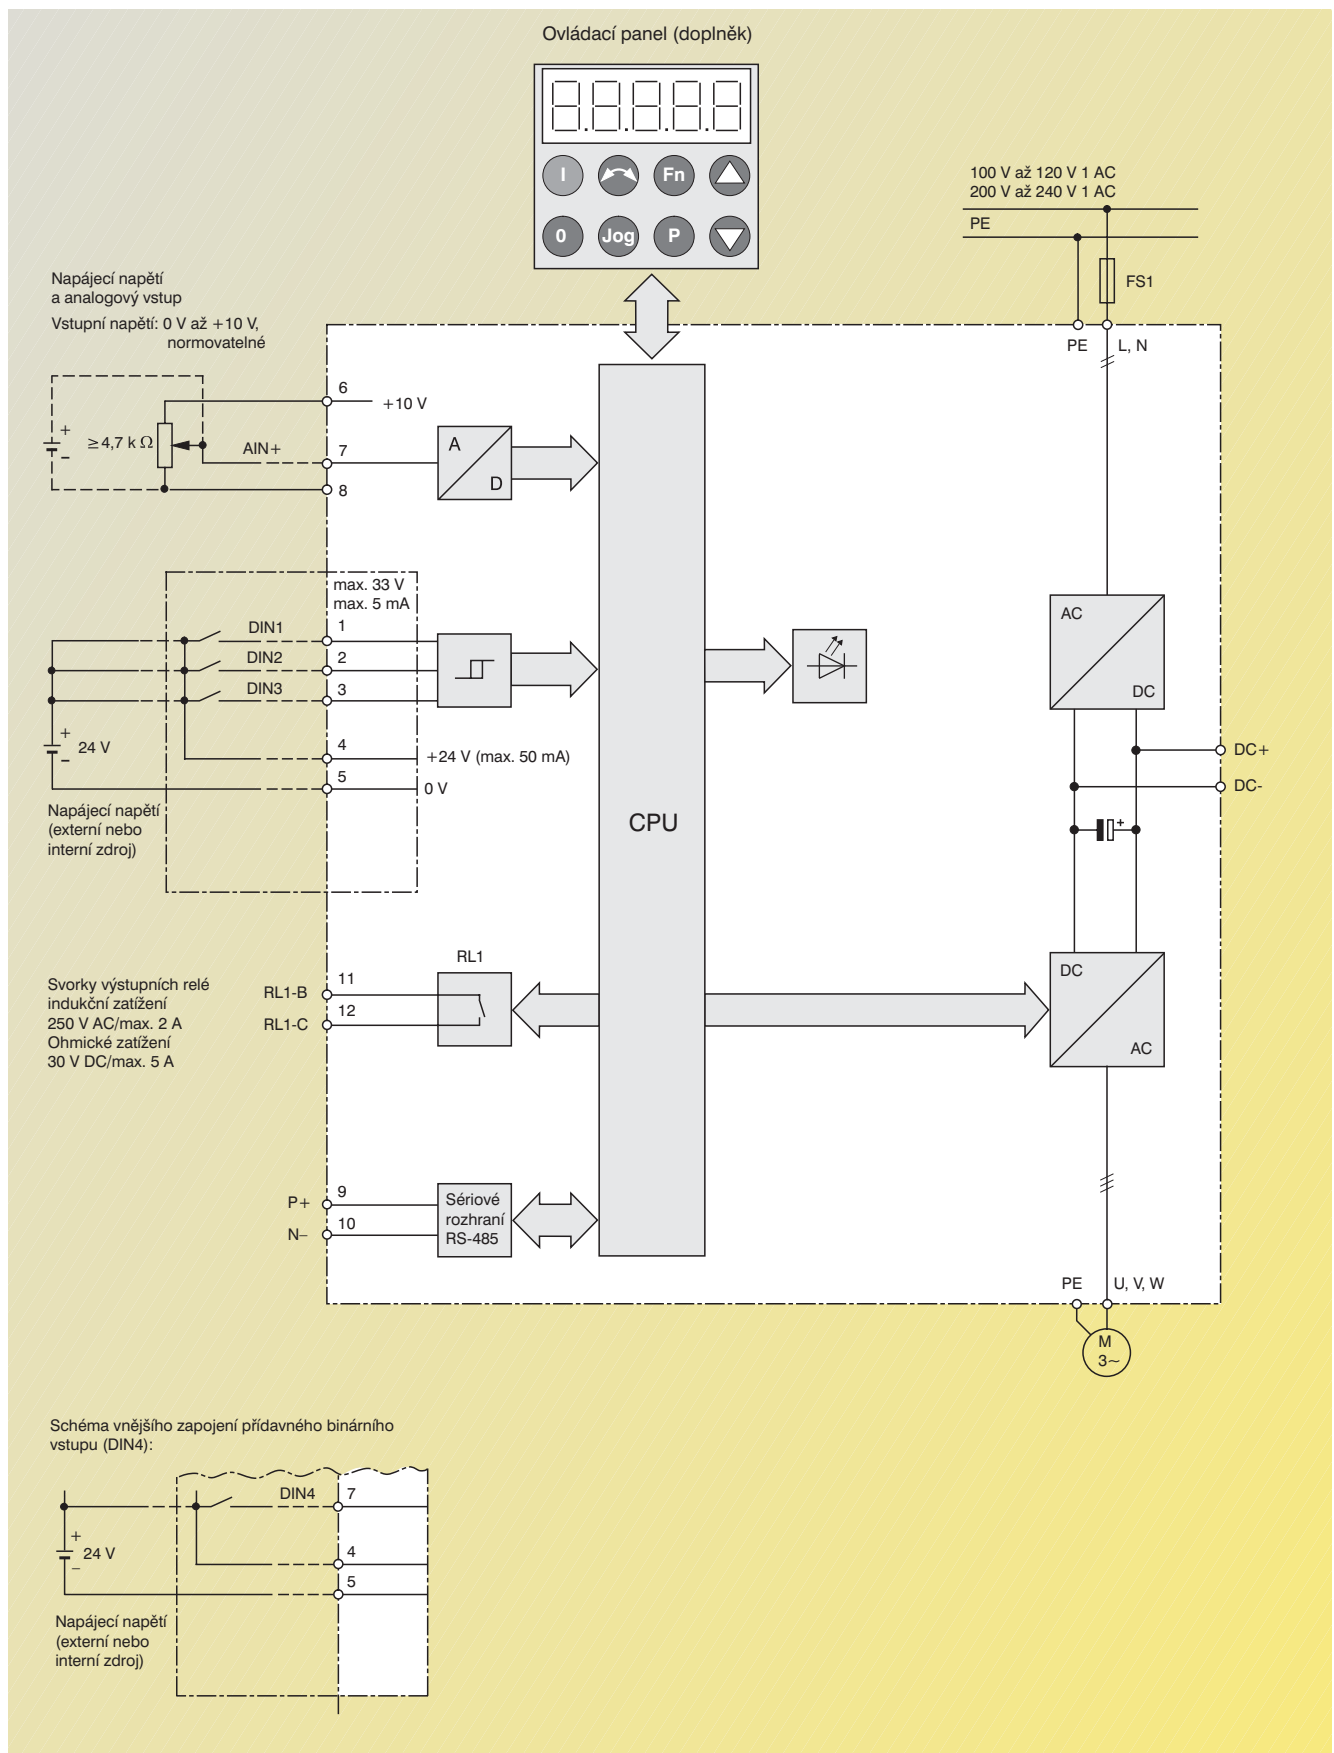 Ovládací panel (doplněk)
8.8.8.8.8
I
Fn
0
Jog
P
100 V až 120 V 1 AC
200 V až 240 V 1 AC
PE
FS1
PE
L, N
Napájecí napětí
a analogový vstup
Vstupní napětí: 0 V až +10 V,
normovatelné
6
+10 V
+
–
≥4,7 k Ω
AIN+
7
8
A
D
max. 33 V
max. 5 mA
DIN1
1
DIN2
2
DIN3
3
+
–
24 V
4
+24 V (max. 50 mA)
5
0 V
Napájecí napětí
(externí nebo
interní zdroj)
CPU
AC
DC
DC+
DC-
+
RL1
Svorky výstupních relé
indukční zatížení
250 V AC/max. 2 A
Ohmické zatížení
30 V DC/max. 5 A
RL1-B
11
RL1-C
12
DC
AC
P+
9
N–
10
Sériové
rozhraní
RS-485
PE
U, V, W
M
3~
Schéma vnějšího zapojení přídavného binárního
vstupu (DIN4):
DIN4
7
+
–
24 V
4
5
Napájecí napětí
(externí nebo
interní zdroj)